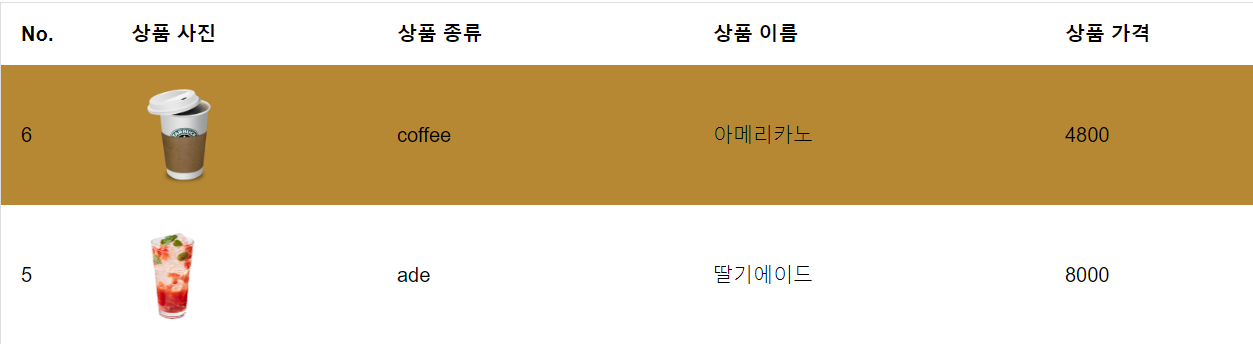 No. 상품 사진 상품 종류 상품 이름 상품 가격
6 coffee 아메리카노 4800
5 ade 딸기에이드 8000